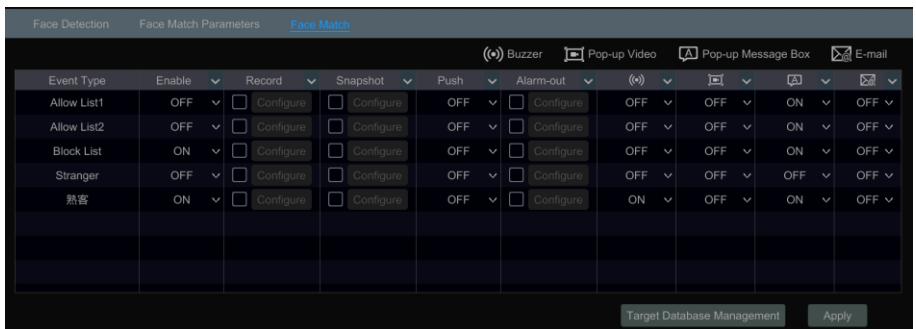 Face Detection Face Match Parameters Face Match
Buzzer Pop-up Video Pop-up Message Box E-mail
Event Type Enable Record Snapshot Push Alarm-out
Allow List1 OFF Configure Configure OFF Configure OFF OFF ON OFF
Allow List2 OFF Configure Configure OFF Configure OFF OFF ON OFF
Block List ON Configure Configure OFF Configure OFF OFF ON OFF
Stranger OFF Configure Configure OFF Configure OFF OFF OFF OFF
熟客 ON Configure Configure OFF Configure ON OFF ON OFF
Target Database Management Apply